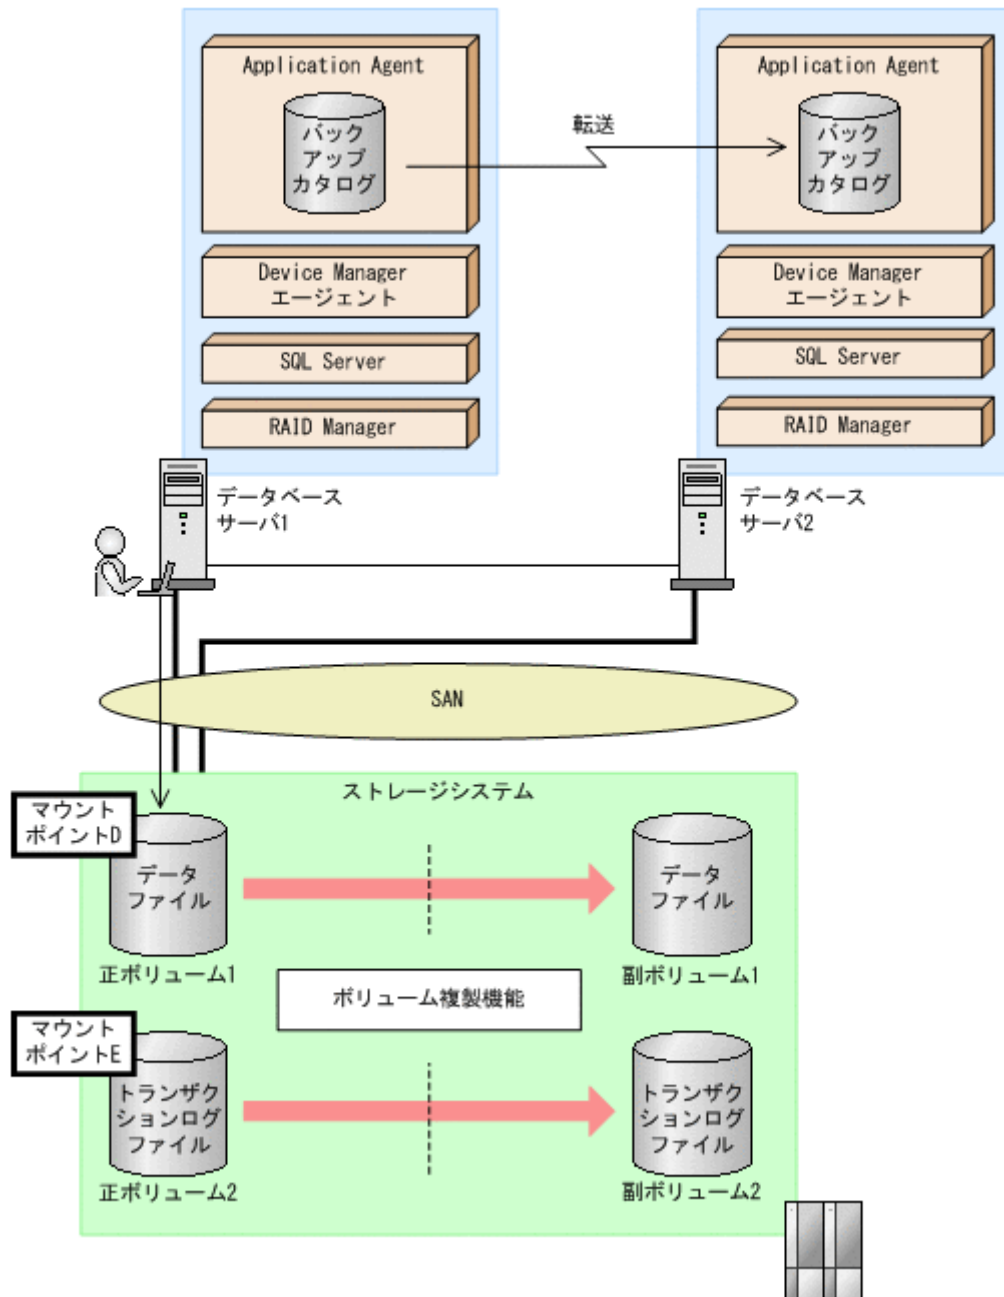 Application Agent
バック
アップ
カタログ
転送
Application Agent
バック
アップ
カタログ
Device Manager
エージェント
Device Manager
エージェント
SQL Server
SQL Server
RAID Manager
RAID Manager
データベース
サーバ1
データベース
サーバ2
SAN
ストレージシステム
マウント
ポイントD
データ
ファイル
正ボリューム1
データ
ファイル
副ボリューム1
ボリューム複製機能
マウント
ポイントE
トランザク
ションログ
ファイル
正ボリューム2
トランザク
ションログ
ファイル
副ボリューム2